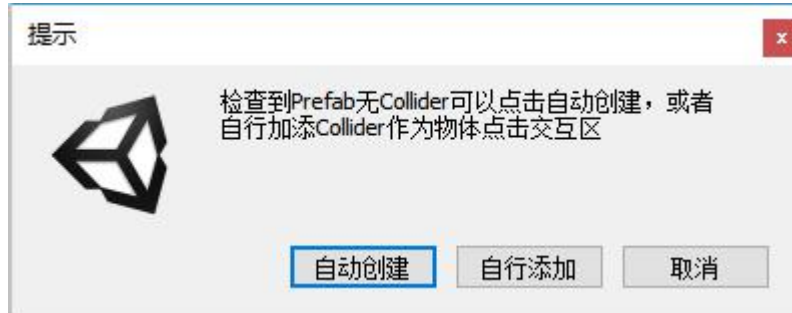 提示
x
检查到Prefab无Collider可以点击自动创建，或者
自行加添Collider作为物体点击交互区
自动创建
自行添加
取消